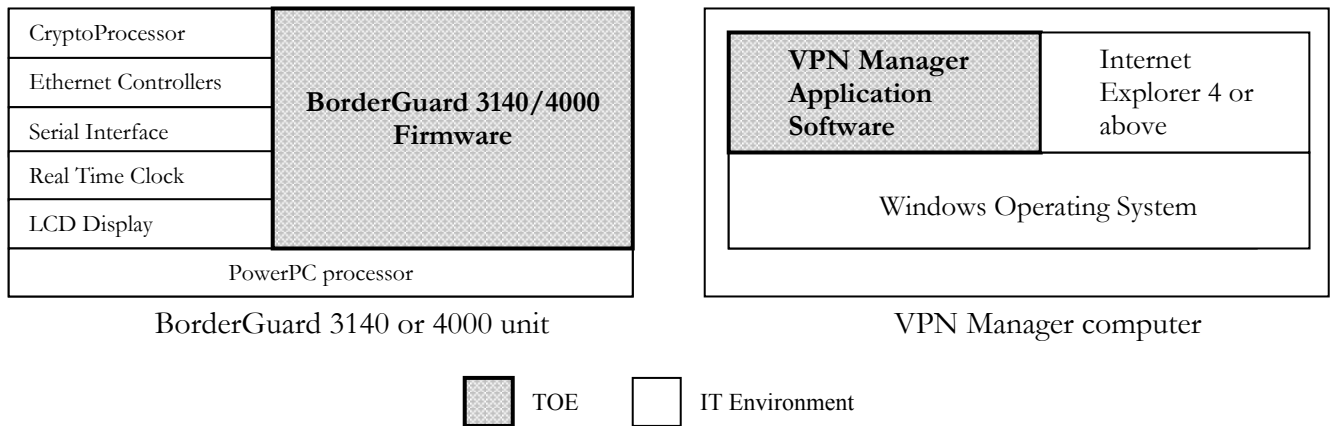 CryptoProcessor
Ethernet Controllers
Serial Interface
Real Time Clock
LCD Display
BorderGuard 3140/4000
Firmware
PowerPC processor
BorderGuard 3140 or 4000 unit
VPN Manager
Application
Software
Internet
Explorer 4 or
above
Windows Operating System
VPN Manager computer
TOE
IT Environment